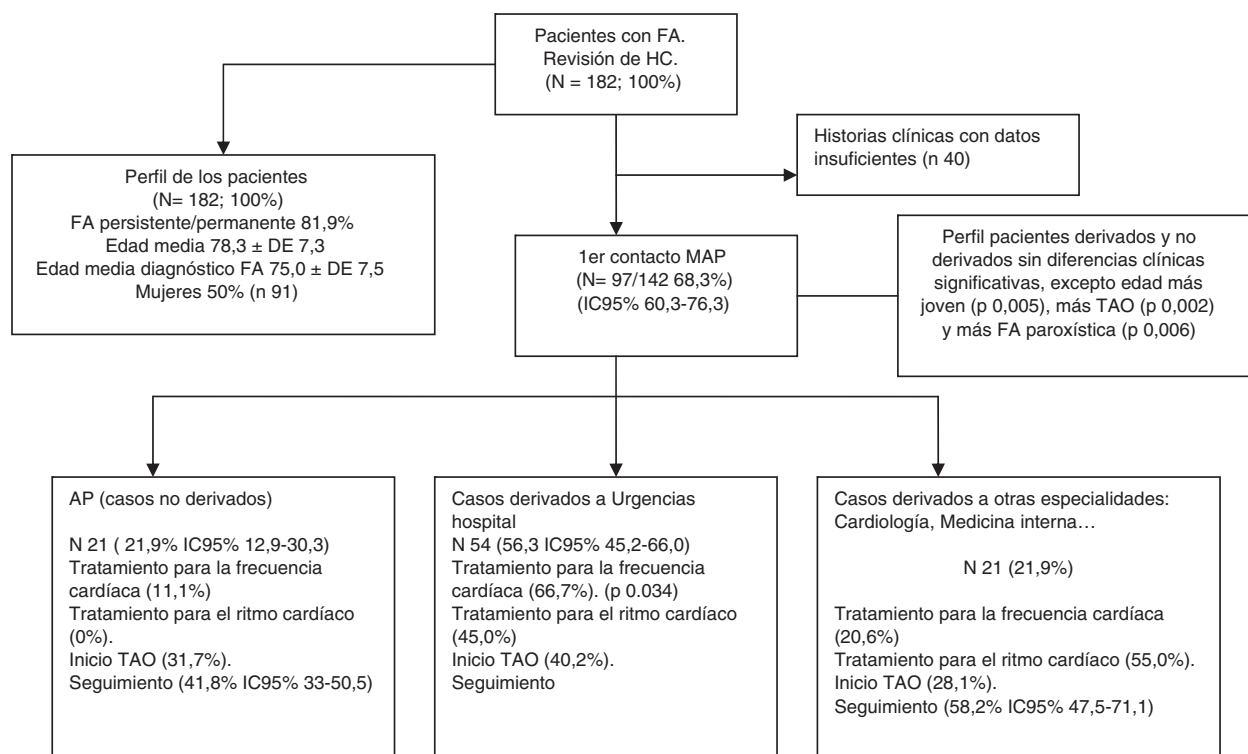 Pacientes con FA.
Revisión de HC.
(N = 182; 100%)
Historias clínicas con datos
insuficientes (n 40)
Perfil de los pacientes
(N= 182; 100%)
FA persistente/permanente 81,9%
Edad media 78,3 ± DE 7,3
Edad media diagnóstico FA 75,0 ± DE 7,5
Mujeres 50% (n 91)
1er contacto MAP
(N= 97/142 68,3%)
(IC95% 60,3-76,3)
Perfil pacientes derivados y no
derivados sin diferencias clínicas
significativas, excepto edad más
joven (p 0,005), más TAO (p 0,002)
y más FA paroxística (p 0,006)
AP (casos no derivados)
N 21 ( 21,9% IC95% 12,9-30,3)
Tratamiento para la frecuencia
cardíaca (11,1%)
Tratamiento para el ritmo cardíaco
(0%).
Inicio TAO (31,7%).
Seguimiento (41,8% IC95% 33-50,5)
Casos derivados a Urgencias
hospital
N 54 (56,3 IC95% 45,2-66,0)
Tratamiento para la frecuencia
cardíaca (66,7%). (p 0.034)
Tratamiento para el ritmo cardíaco
(45,0%)
Inicio TAO (40,2%).
Seguimiento
Casos derivados a otras especialidades:
Cardiología, Medicina interna…
N 21 (21,9%)
Tratamiento para la frecuencia cardíaca
(20,6%)
Tratamiento para el ritmo cardíaco (55,0%).
Inicio TAO (28,1%).
Seguimiento (58,2% IC95% 47,5-71,1)